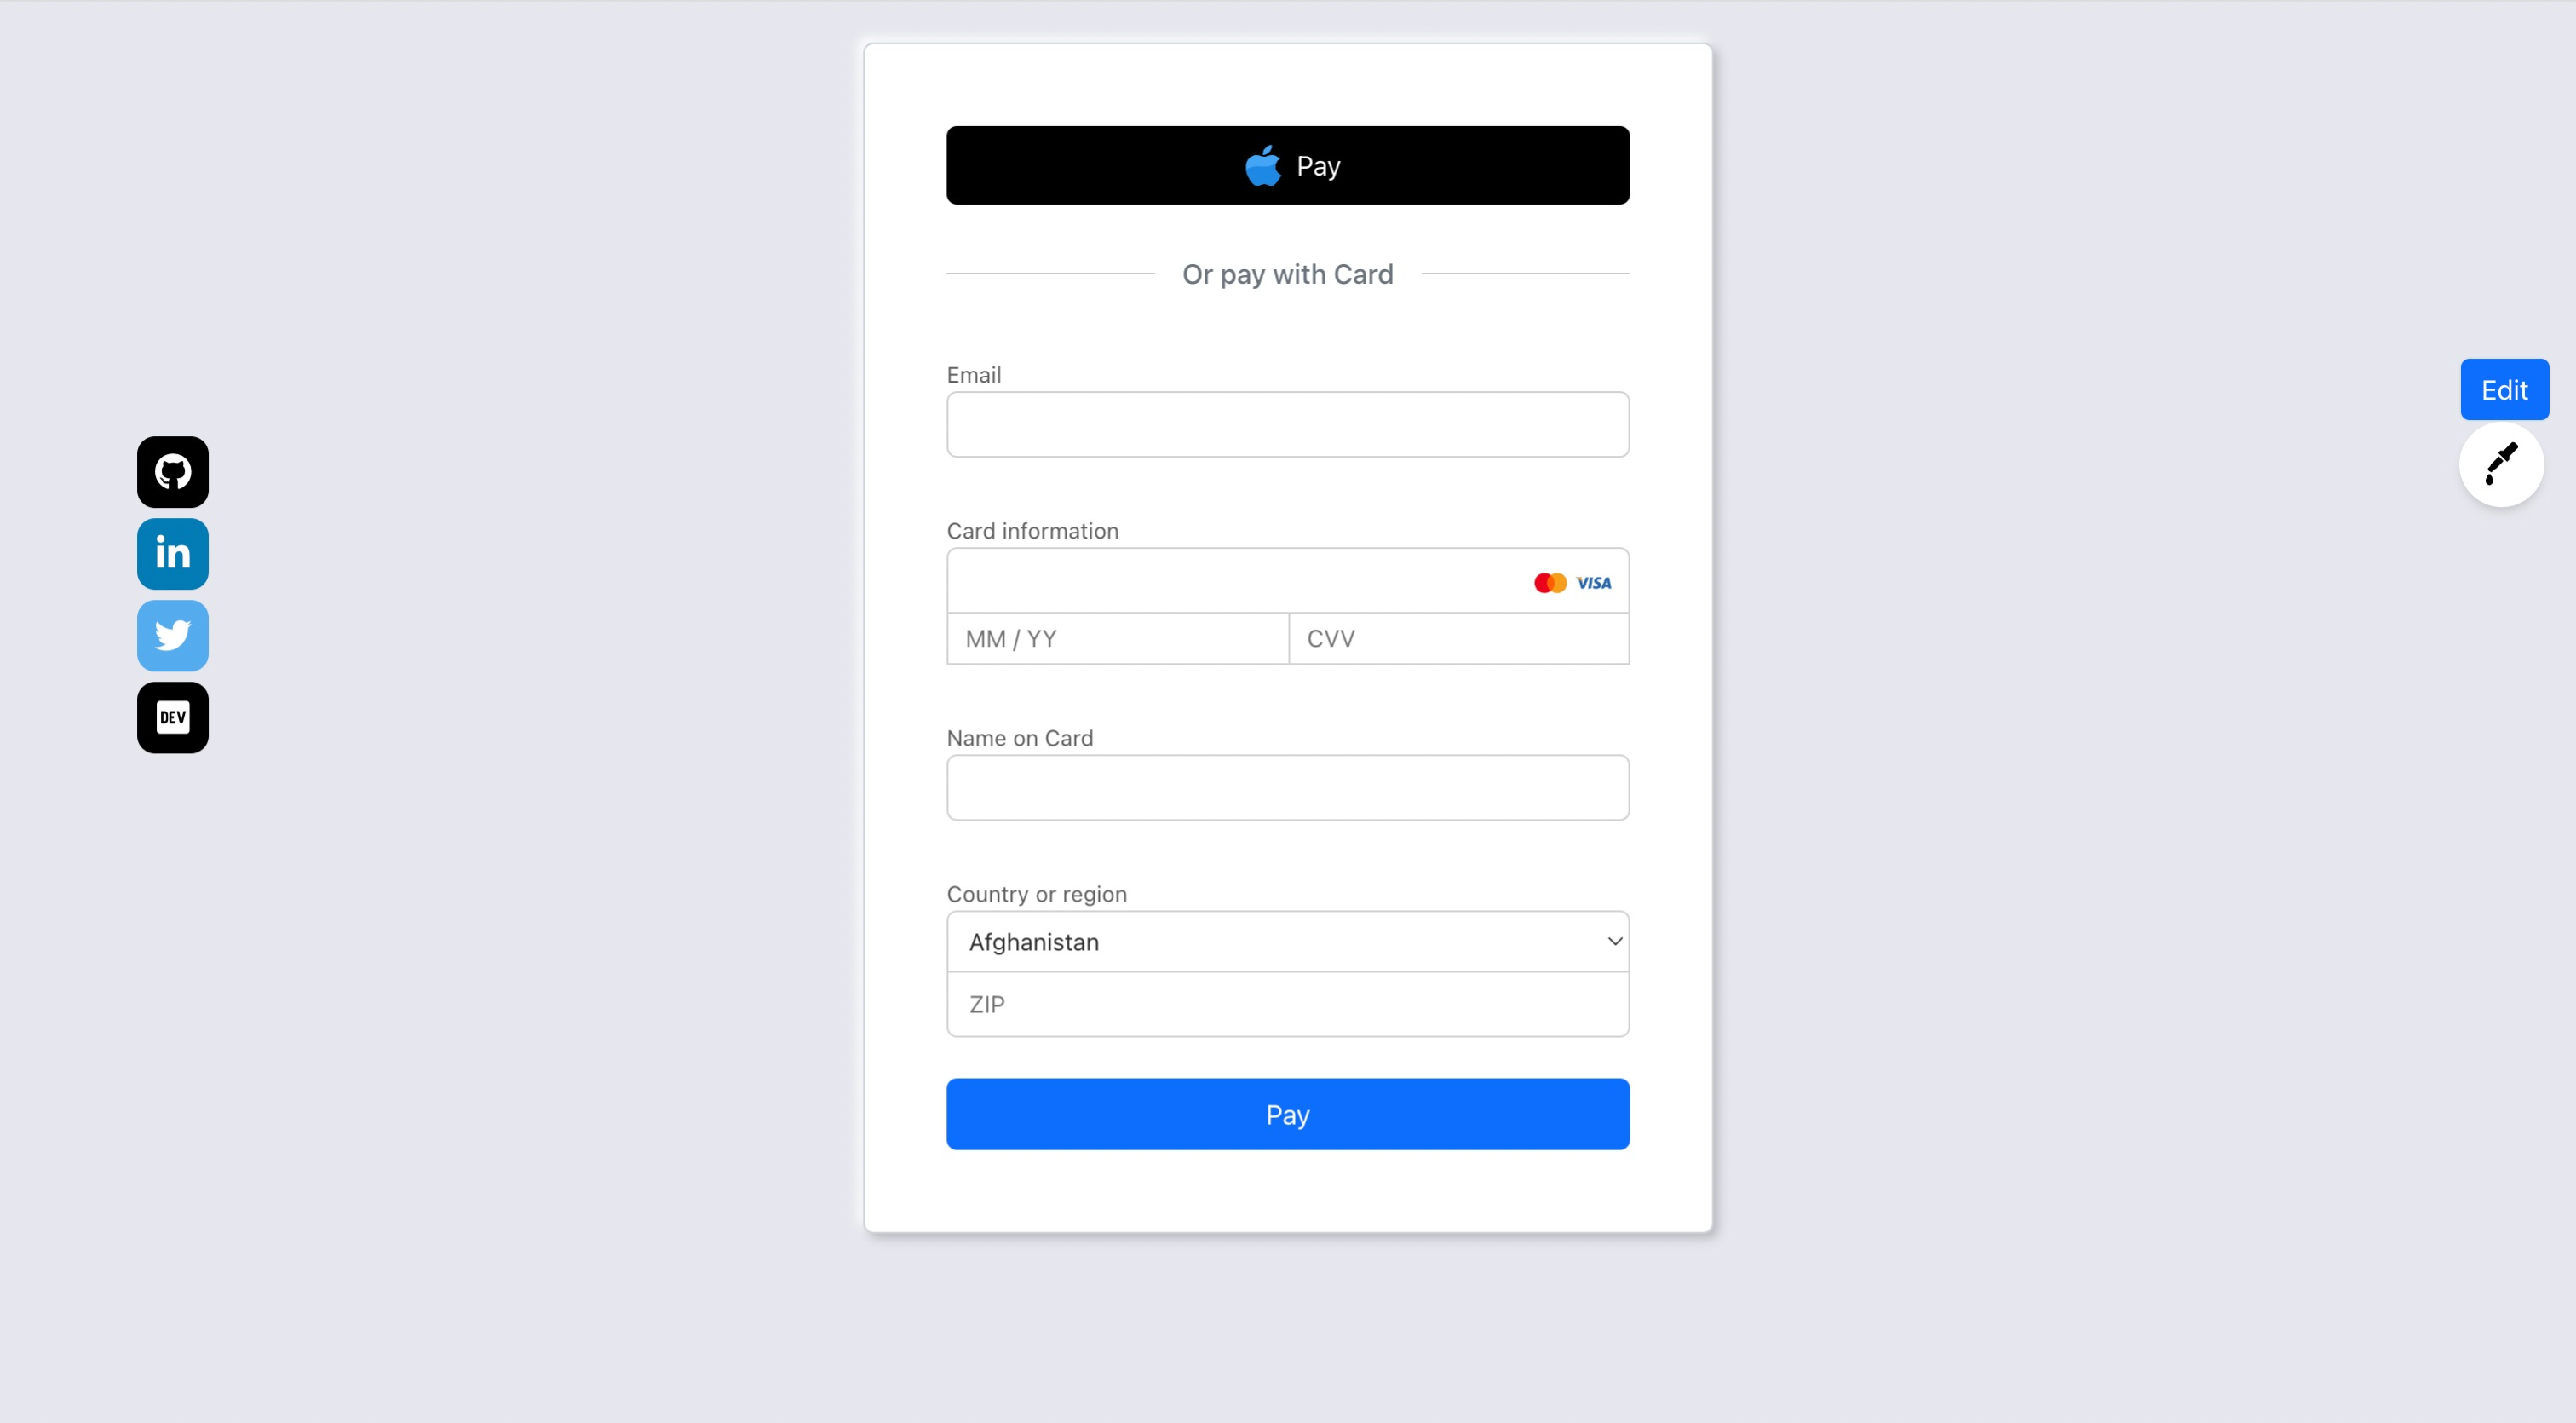 Pay
Or pay with Card
Email
Edit
in
Card information
VISA
MM / YY
CVV
DEV
Name on Card
Country or region
Afghanistan
ZIP
Pay